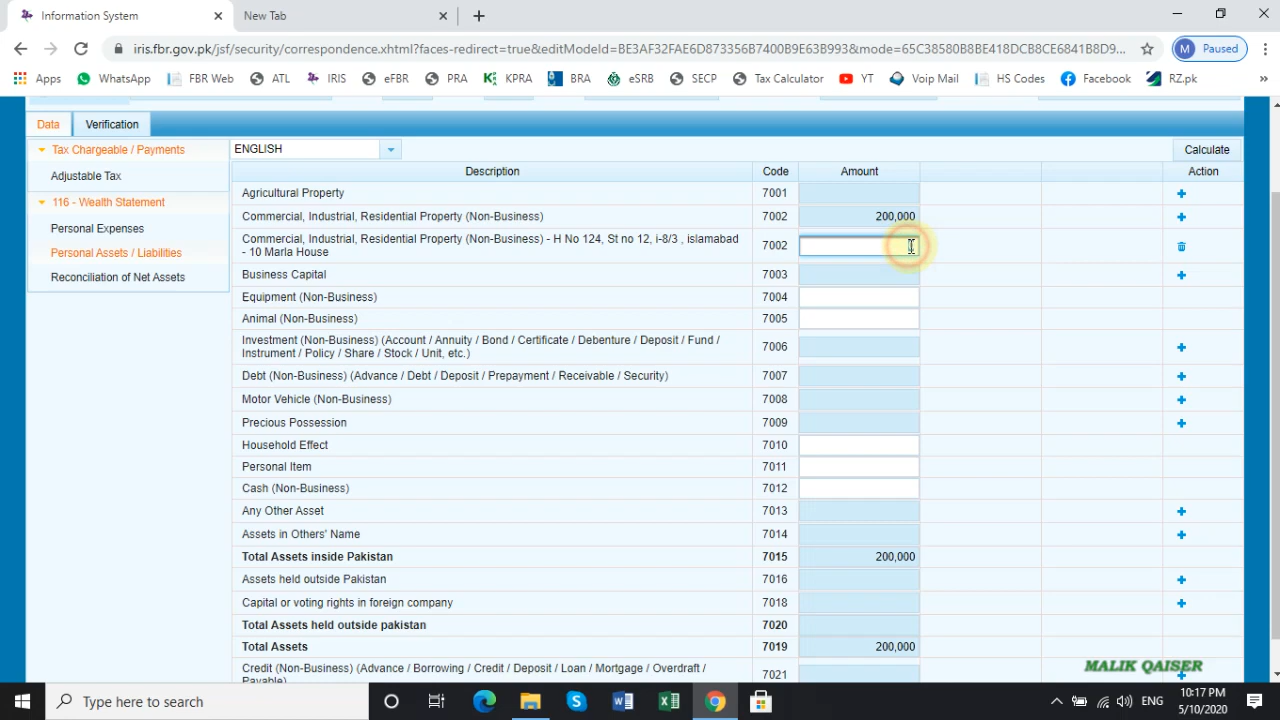 Information System
New Tab
iris.fbr.gov.pk/jsf/security/correspondence.xhtml?faces-redirect=true&editModeId=BE3AF32FAE6D873356B7400B9E63B993&mode=65C38580B8BE418DCB8CE6841B8D9...
M Paused
Apps WhatsApp FBR Web ATL IRIS eFBR PRA KPRA BRA eSRB SECP Tax Calculator YT Voip Mail HS Codes Facebook RZ.pk »
Data Verification
Tax Chargeable / Payments
Adjustable Tax
116 - Wealth Statement
Personal Expenses
Personal Assets / Liabilities
Reconciliation of Net Assets
ENGLISH Calculate
Description Code Amount Action
Agricultural Property 7001
Commercial, Industrial, Residential Property (Non-Business) 7002 200,000
Commercial, Industrial, Residential Property (Non-Business) - H No 124, St no 12, i-8/3 , islamabad
- 10 Marla House 7002
Business Capital 7003
Equipment (Non-Business) 7004
Animal (Non-Business) 7005
Investment (Non-Business) (Account / Annuity / Bond / Certificate / Debenture / Deposit / Fund /
Instrument / Policy / Share / Stock / Unit, etc.) 7006
Debt (Non-Business) (Advance / Debt / Deposit / Prepayment / Receivable / Security) 7007
Motor Vehicle (Non-Business) 7008
Precious Possession 7009
Household Effect 7010
Personal Item 7011
Cash (Non-Business) 7012
Any Other Asset 7013
Assets in Others' Name 7014
Total Assets inside Pakistan 7015 200,000
Assets held outside Pakistan 7016
Capital or voting rights in foreign company 7018
Total Assets held outside pakistan 7020
Total Assets 7019 200,000
Credit (Non-Business) (Advance / Borrowing / Credit / Deposit / Loan / Mortgage / Overdraft /
Payable) 7021
MALIK QAISER
Type here to search
ENG
10:17 PM
5/10/2020